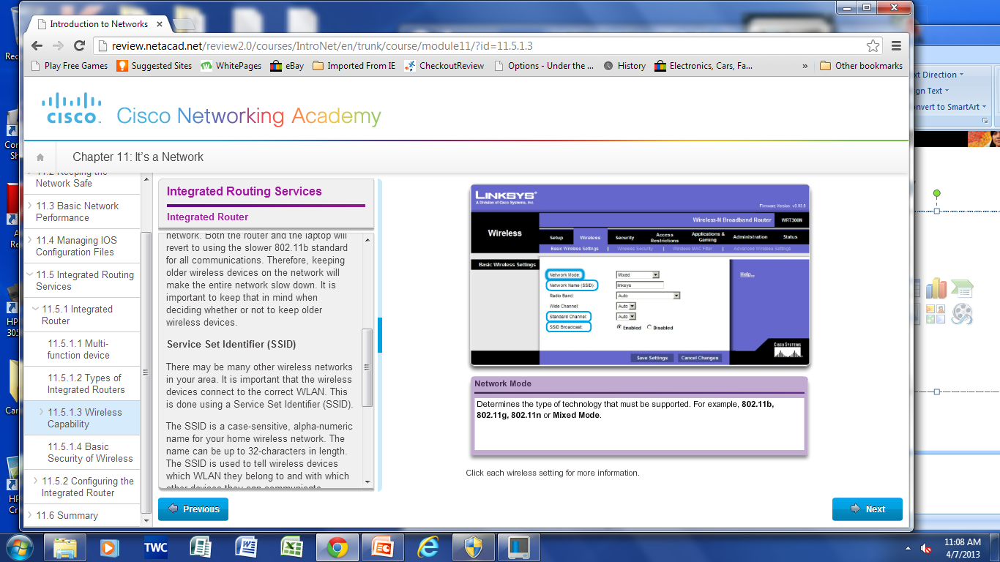 Introduction to Networks
review.netacad.net/review2.0/courses/IntroNet/en/trunk/course/module11/?id=11.5.1.3
Play Free Games
Suggested Sites
WhitePages
eBay
Imported From IE
CheckoutReview
Options - Under the ...
History
Electronics, Cars, Fa...
»
Other bookmarks
CISCO
Cisco Networking Academy
Chapter 11: It's a Network
11.2 Keeping the
Network Safe
11.3 Basic Network
Performance
11.4 Managing IOS
Configuration Files
11.5 Integrated Routing
Services
11.5.1 Integrated
Router
11.5.1.1 Multi-
function device
11.5.1.2 Types of
Integrated Routers
11.5.1.3 Wireless
Capability
11.5.1.4 Basic
Security of Wireless
11.5.2 Configuring the
Integrated Router
11.6 Summary
Integrated Routing Services
Integrated Router
network. Both the router and the laptop will
revert to using the slower 802.11b standard
for all communications. Therefore, keeping
older wireless devices on the network will
make the entire network slow down. It is
important to keep that in mind when
deciding whether or not to keep older
wireless devices.
Service Set Identifier (SSID)
There may be many other wireless networks
in your area. It is important that the wireless
devices connect to the correct WLAN. This
is done using a Service Set Identifier (SSID).
The SSID is a case-sensitive, alpha-numeric
name for your home wireless network. The
name can be up to 32-characters in length.
The SSID is used to tell wireless devices
which WLAN they belong to and with which
other devices they can communicate.
Previous
LINKSYS®
A Division of Cisco Systems, Inc.
Firmware Version
Wireless-N Broadband Router
WRT300N
Wireless
Setup
Wireless
Security
Access
Restrictions
Applications &
Gaming
Administration
Status
Basic Wireless Settings
Wireless Security
Wireless MAC Filter
Advanced Wireless Settings
Basic Wireless Settings
Network Mode:
Mixed
Network Name (SSID):
linksys
Radio Band:
Auto
Wide Channel:
Auto
Standard Channel:
Auto
SSID Broadcast:
Enabled
Disabled
Help...
Save Settings
Cancel Changes
CISCO SYSTEMS
Network Mode
Determines the type of technology that must be supported. For example, 802.11b,
802.11g, 802.11n or Mixed Mode.
Click each wireless setting for more information.
Next
xt Direction
gn Text
nvert to SmartArt
Rec
Con
Sh
A
Re
HP
305
Can
HP
Cr
TWC
11:08 AM
4/7/2013